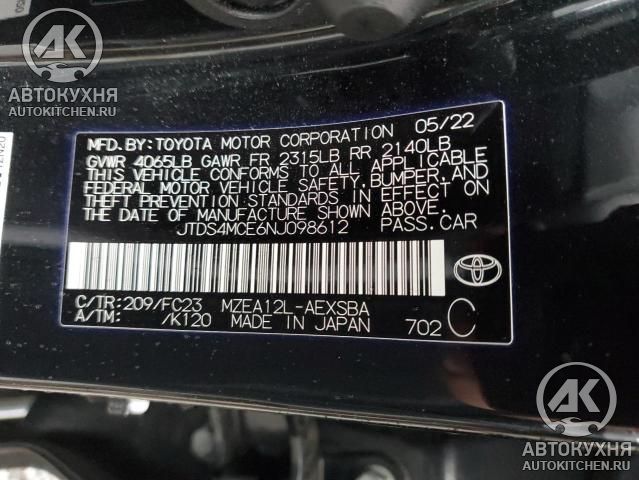 АВТОКУХНЯ
AUTOKITCHEN.RU
АВТОКУХНЯ
AUTOKITCHEN.RU
MFD. BY: TOYOTA MOTOR CORPORATION 05/22
GVWR 4065LB GAWR FR 2315LB RR 2140LB
THIS VEHICLE CONFORMS TO ALL APPLICABLE
FEDERAL MOTOR VEHICLE SAFETY, BUMPER, AND
THEFT PREVENTION STANDARDS IN EFFECT ON
THE DATE OF MANUFACTURE SHOWN ABOVE.
JTDS4MCE6NJ098612 PASS. CAR
C/TR: 209/FC23 MZEA12L-AEXSBA
A/TM: /K120 MADE IN JAPAN 702 C
АВТОКУХНЯ
AUTOKITCHEN.RU